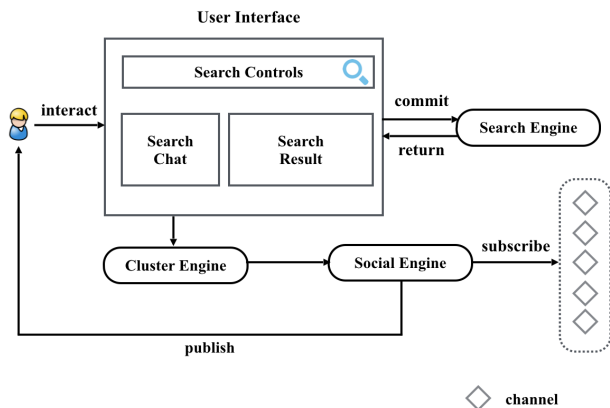 User Interface
Search Controls
interact
commit
Search
Chat
Search
Result
Search Engine
return
subscribe
Cluster Engine
Social Engine
publish
channel